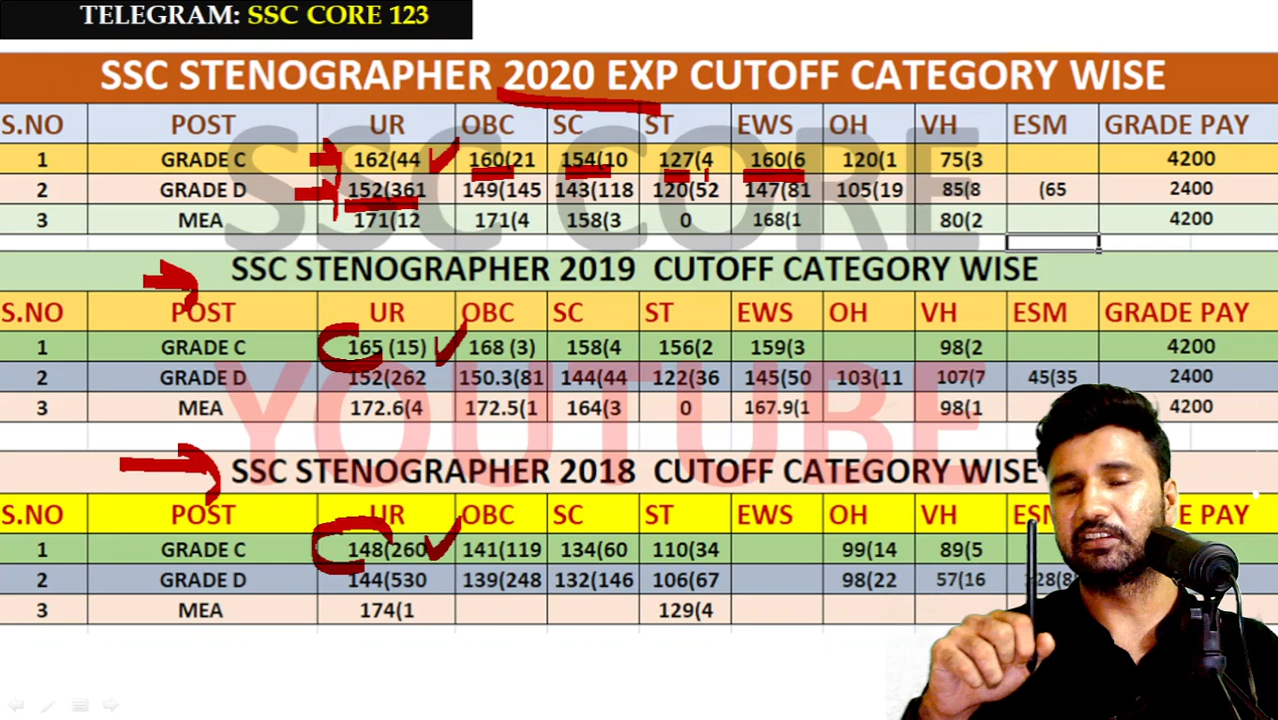 TELEGRAM: SSC CORE 123
SSC STENOGRAPHER 2020 EXP CUTOFF CATEGORY WISE
S.NO POST UR OBC SC ST EWS OH VH ESM GRADE PAY
1 GRADE C 162(44 160(21 154(10 127(4 160(6 120(1 75(3 4200
2 GRADE D 152(361 149(145 143(118 120(52 147(81 105(19 85(8 (65 2400
3 MEA 171(12 171(4 158(3 0 168(1 80(2 4200
SSC CORE
SSC STENOGRAPHER 2019 CUTOFF CATEGORY WISE
S.NO POST UR OBC SC ST EWS OH VH ESM GRADE PAY
1 GRADE C 165 (15) 168 (3) 158(4 156(2 159(3 98(2 4200
2 GRADE D 152(262 150.3(81 144(44 122(36 145(50 103(11 107(7 45(35 2400
3 MEA 172.6(4 172.5(1 164(3 0 167.9(1 98(1 4200
YOUTUBE
SSC STENOGRAPHER 2018 CUTOFF CATEGORY WISE
S.NO POST UR OBC SC ST EWS OH VH PAY
1 GRADE C 148(260 141(119 134(60 110(34 99(14 89(5
2 GRADE D 144(530 139(248 132(146 106(67 98(22 57(16
3 MEA 174(1 129(4